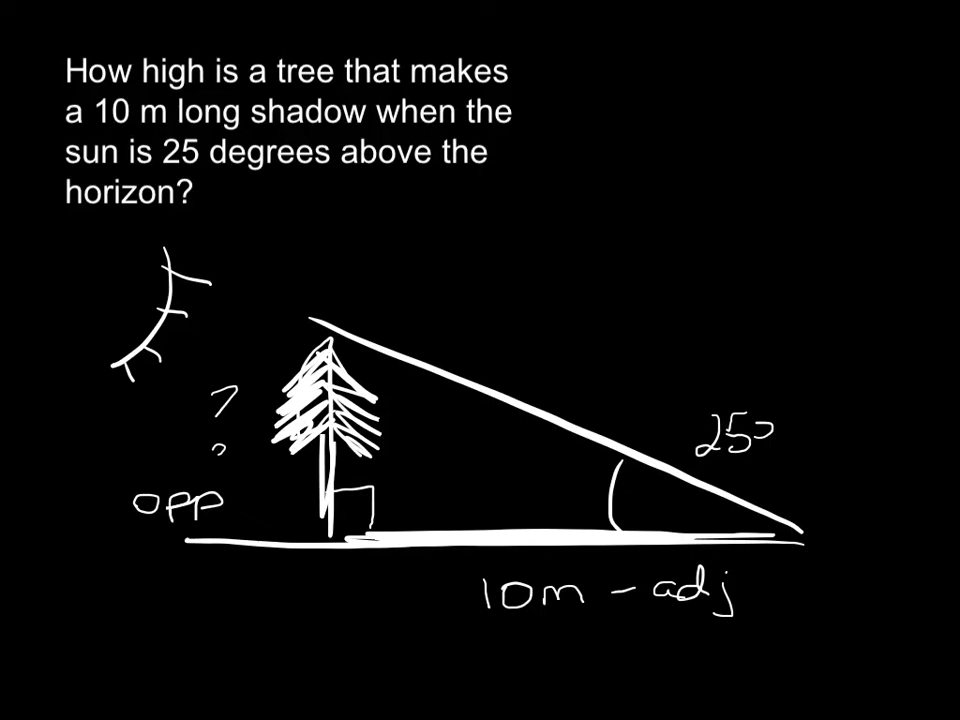 How high is a tree that makes
a 10 m long shadow when the
sun is 25 degrees above the
horizon?
?
25°
opp
10m - adj